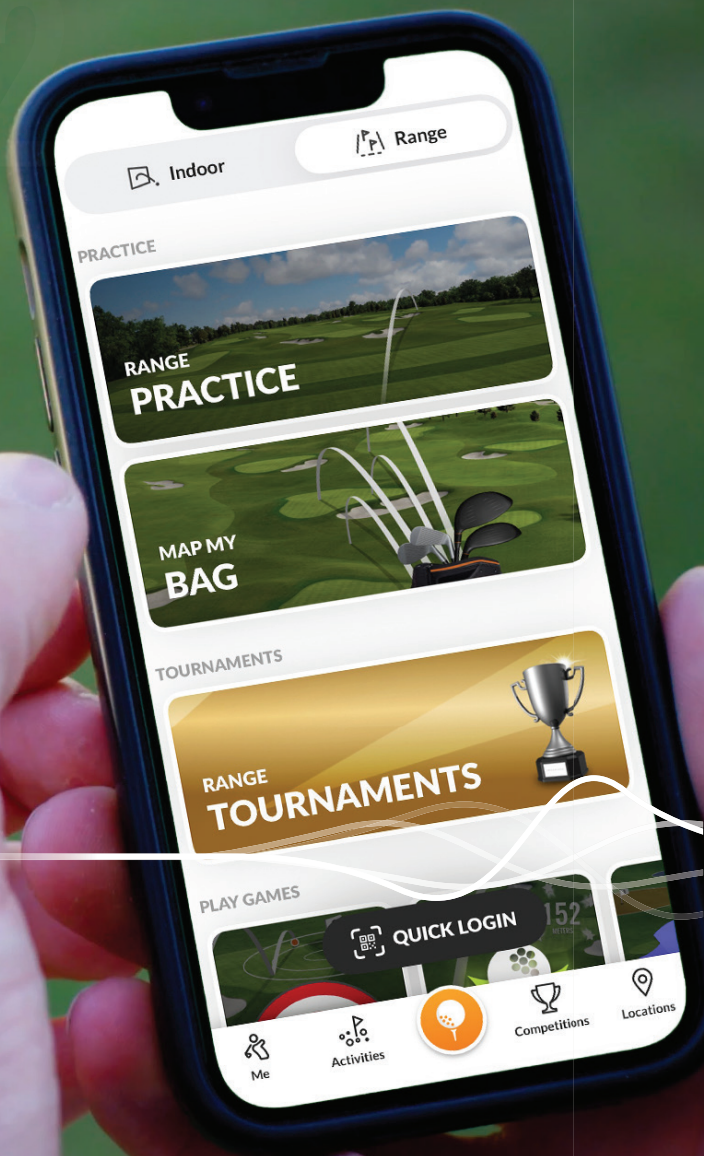 Indoor
Range
PRACTICE
RANGE
PRACTICE
MAP MY
BAG
TOURNAMENTS
RANGE
TOURNAMENTS
PLAY GAMES
152
METRES
QUICK LOGIN
Me
Activities
Competitions
Locations